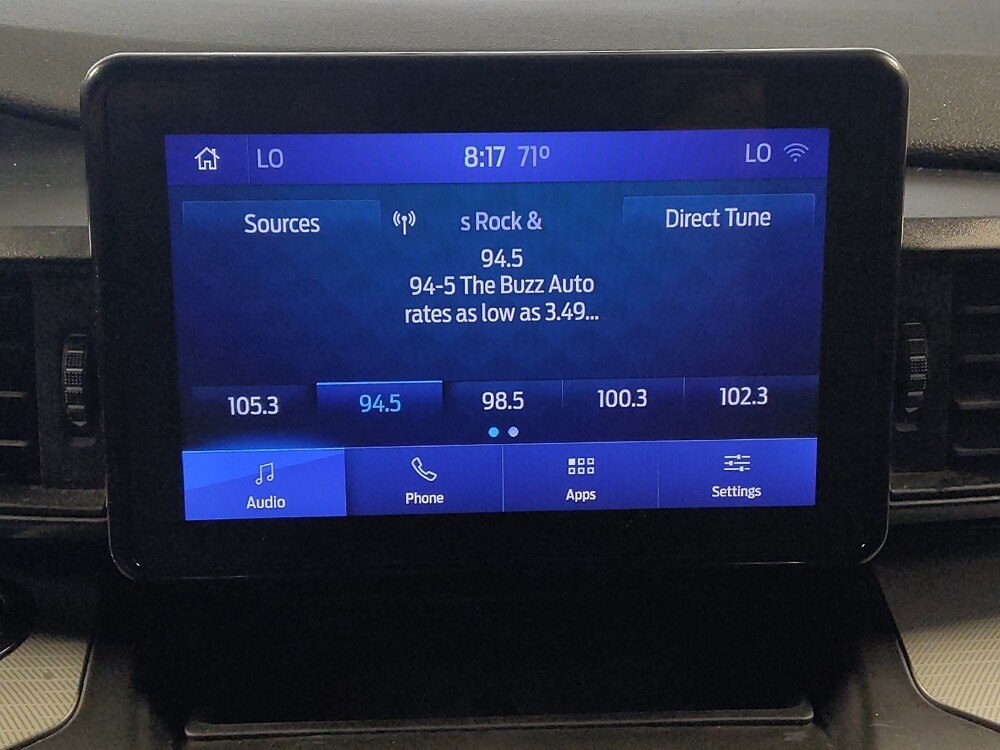 LO 8:17 71° LO
Sources s Rock & Direct Tune
94.5
94-5 The Buzz Auto
rates as low as 3.49...
105.3 94.5 98.5 100.3 102.3
Audio Phone Apps Settings